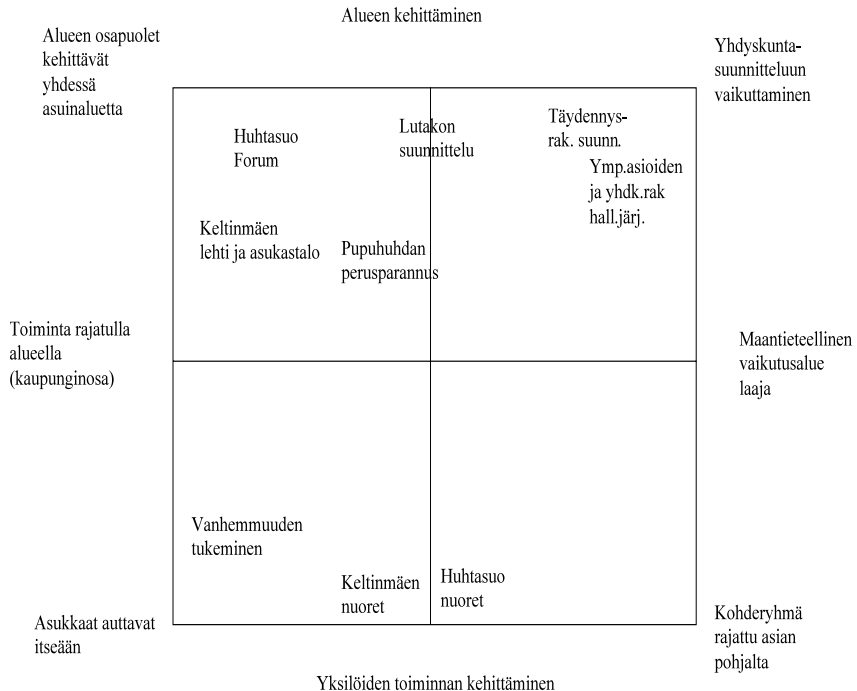 Alueen kehittäminen
Alueen osapuolet
kehittävät
yhdessä
asuinaluetta
Yhdyskunta-
suunnitteluun
vaikuttaminen
Huhtasuo
Forum
Lutakon
suunnittelu
Täydennys-
rak. suunn.
Ymp.asioiden
ja yhdk.rak
hall.järj.
Keltinmäen
lehti ja asukastalo
Pupuhuhdan
perusparannus
Toiminta rajatulla
alueella
(kaupunginosa)
Maantieteellinen
vaikutusalue
laaja
Vanhemmuuden
tukeminen
Keltinmäen
nuoret
Huhtasuo
nuoret
Asukkaat auttavat
itseään
Kohderyhmä
rajattu asian
pohjalta
Yksilöiden toiminnan kehittäminen